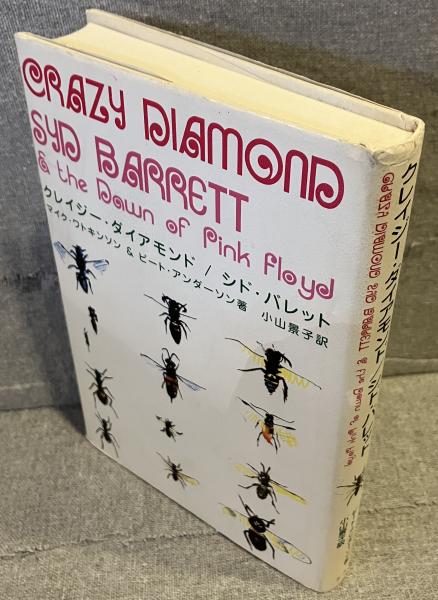 CRAZY DIAMOND
SYD BARRETT
& the Dawn of Pink Floyd
クレイジー・ダイアモンド / シド・バレット
マイク・ワトキンソン & ピート・アンダーソン著 小山景子訳
クレイジー・ダイアモンド/シド・バレット
CRAZY DIAMOND SYD BARRETT & the Dawn of Pink Floyd